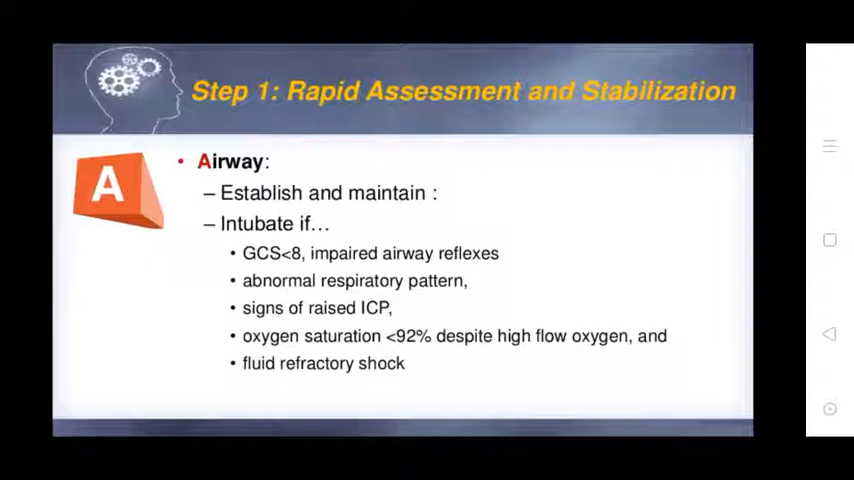 Step 1: Rapid Assessment and Stabilization
A
• Airway:
– Establish and maintain :
– Intubate if…
• GCS<8, impaired airway reflexes
• abnormal respiratory pattern,
• signs of raised ICP,
• oxygen saturation <92% despite high flow oxygen, and
• fluid refractory shock